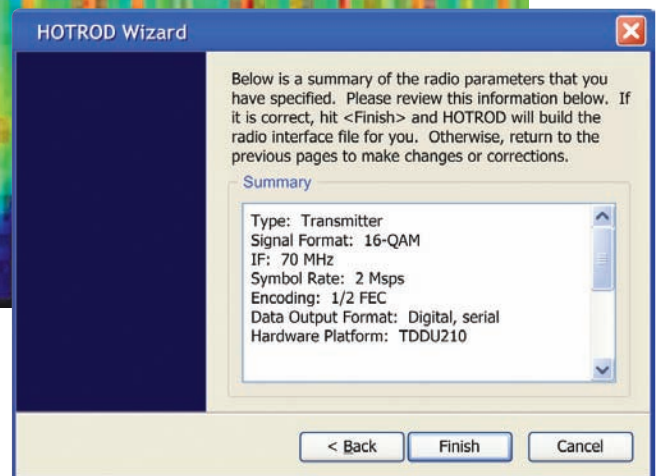 HOTROD Wizard
Below is a summary of the radio parameters that you
have specified.  Please review this information below.  If
it is correct, hit <Finish> and HOTROD will build the
radio interface file for you.  Otherwise, return to the
previous pages to make changes or corrections.
Summary
Type:  Transmitter
Signal Format:  16-QAM
IF:  70 MHz
Symbol Rate:  2 Msps
Encoding:  1/2 FEC
Data Output Format:  Digital, serial
Hardware Platform:  TDDU210
< Back
Finish
Cancel